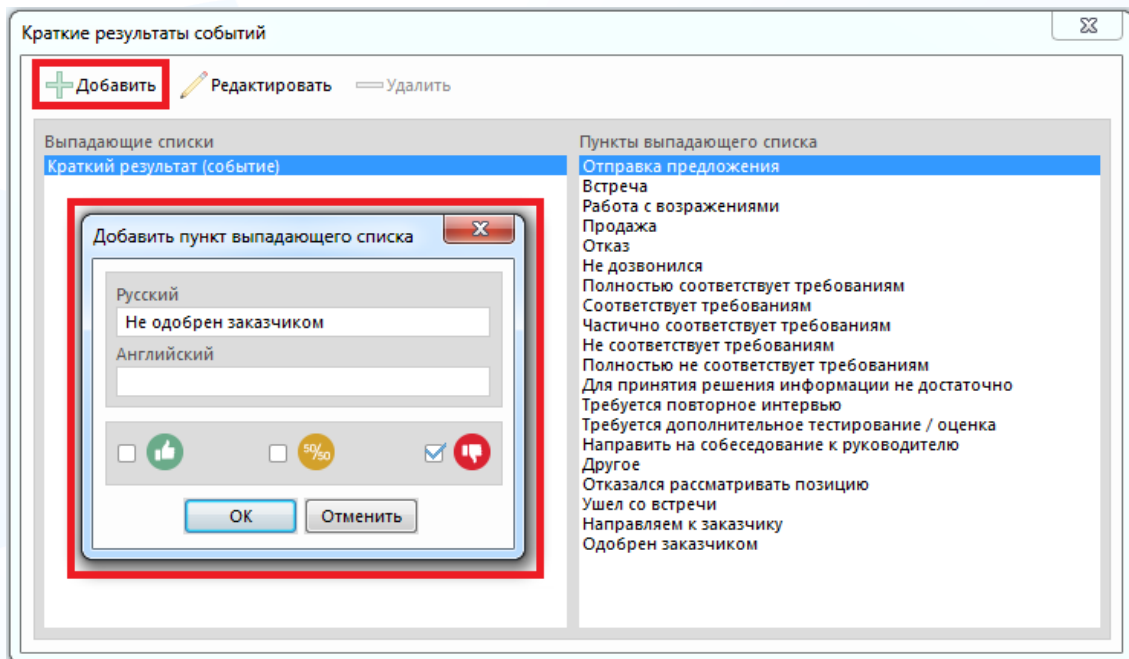 Краткие результаты событий
Добавить Редактировать Удалить
Выпадающие списки
Краткий результат (событие)
Добавить пункт выпадающего списка
Русский
Не одобрен заказчиком
Английский
50/50
OK Отменить
Пункты выпадающего списка
Отправка предложения
Встреча
Работа с возражениями
Продажа
Отказ
Не дозвонился
Полностью соответствует требованиям
Соответствует требованиям
Частично соответствует требованиям
Не соответствует требованиям
Полностью не соответствует требованиям
Для принятия решения информации не достаточно
Требуется повторное интервью
Требуется дополнительное тестирование / оценка
Направить на собеседование к руководителю
Другое
Отказался рассматривать позицию
Ушел со встречи
Направляем к заказчику
Одобрен заказчиком